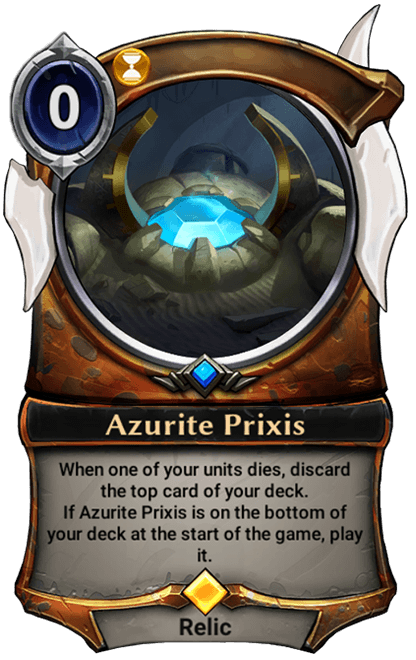 0
Azurite Prixis
When one of your units dies, discard
the top card of your deck.
If Azurite Prixis is on the bottom of
your deck at the start of the game, play
it.
Relic